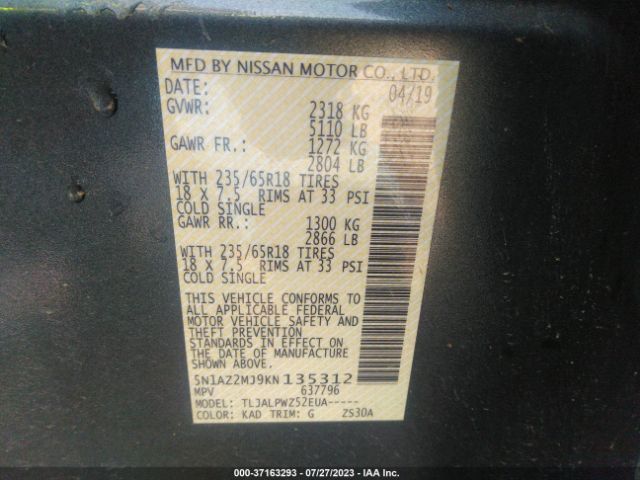 MFD BY NISSAN MOTOR CO., LTD.
DATE: 04/19
GVWR: 2318 KG
5110 LB
GAWR FR.: 1272 KG
2804 LB
WITH 235/65R18 TIRES
18 X 7.5 RIMS AT 33 PSI
COLD SINGLE
GAWR RR.: 1300 KG
2866 LB
WITH 235/65R18 TIRES
18 X 7.5 RIMS AT 33 PSI
COLD SINGLE
THIS VEHICLE CONFORMS TO
ALL APPLICABLE FEDERAL
MOTOR VEHICLE SAFETY AND
THEFT PREVENTION
STANDARDS IN EFFECT ON
THE DATE OF MANUFACTURE
SHOWN ABOVE.
5N1AZ2MJ9KN135312
MPV 637796
MODEL: TLJALPWZ52EUA-----
COLOR: KAD TRIM: G ZS30A
000-37163293 - 07/27/2023 - IAA Inc.